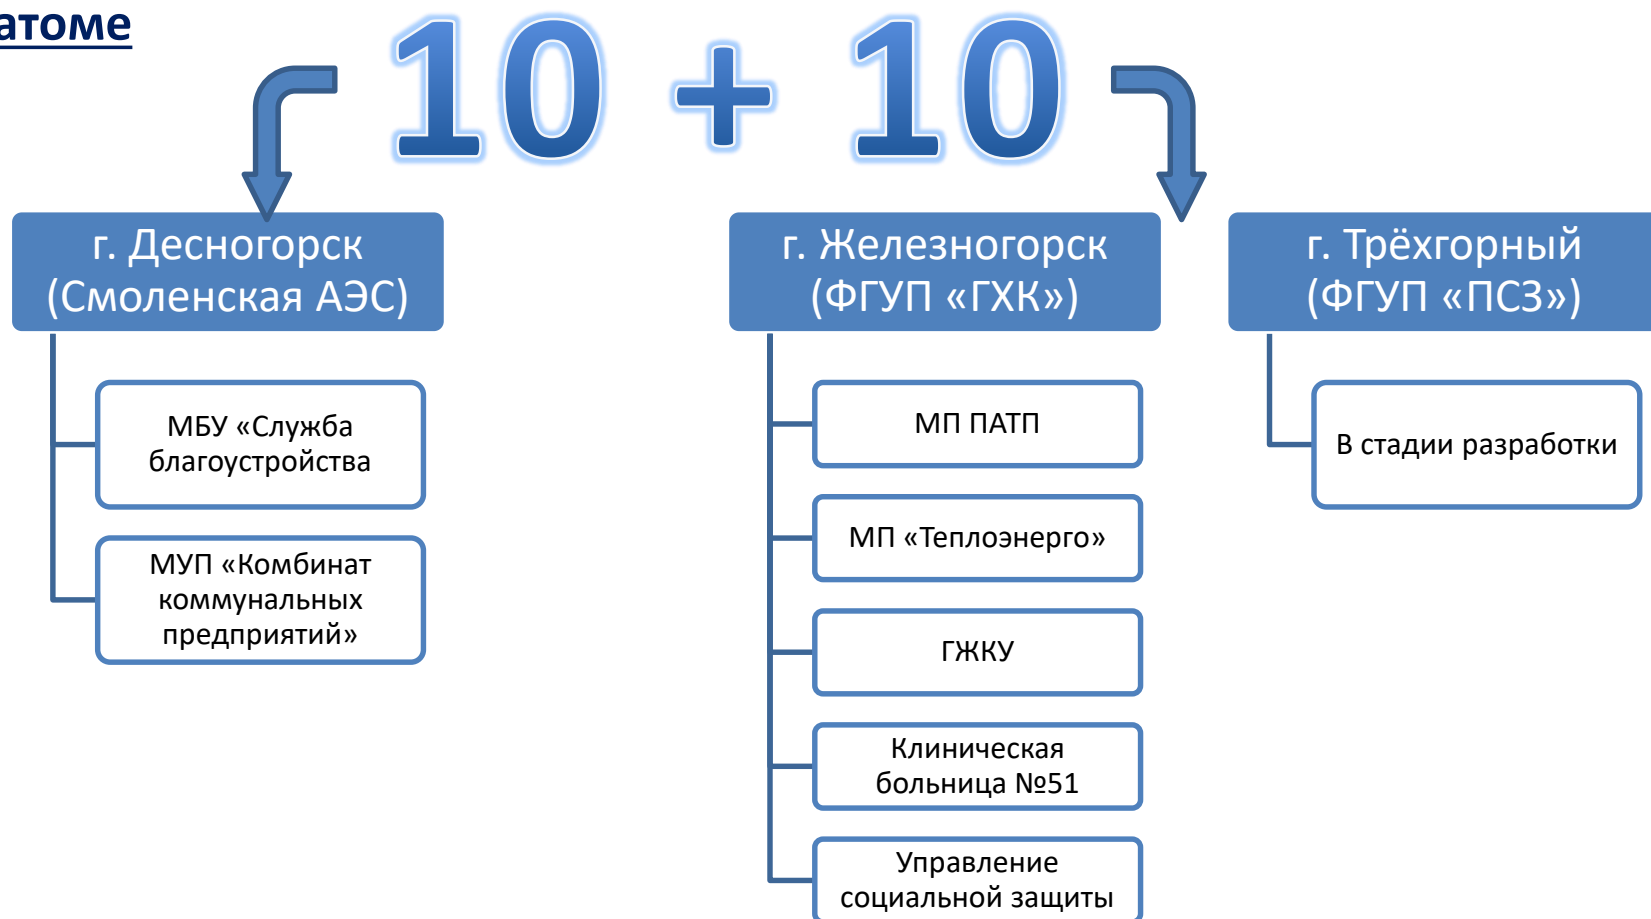 атоме
10 + 10
г. Десногорск
(Смоленская АЭС)
МБУ «Служба
благоустройства
МУП «Комбинат
коммунальных
предприятий»
г. Железногорск
(ФГУП «ГХК»)
МП ПАТП
МП «Теплоэнерго»
ГЖКУ
Клиническая
больница №51
Управление
социальной защиты
г. Трёхгорный
(ФГУП «ПСЗ»)
В стадии разработки